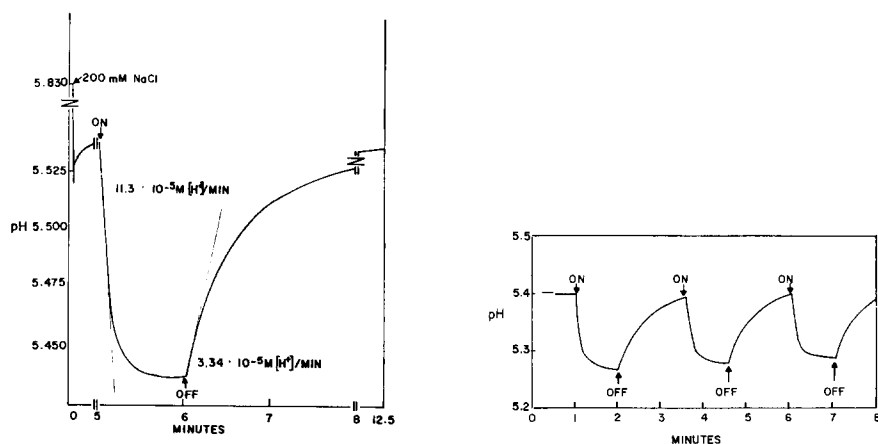 5.830
200 mM NaCl
ON
5.525
11.3 · 10⁻⁵M [H⁺]/MIN
pH 5.500
5.475
5.450
3.34 · 10⁻⁵M [H⁺]/MIN
OFF
0 5 6 7 8 12.5
MINUTES
5.5
ON ON ON
5.4
pH
5.3
OFF OFF OFF
5.2
0 1 2 3 4 5 6 7 8
MINUTES